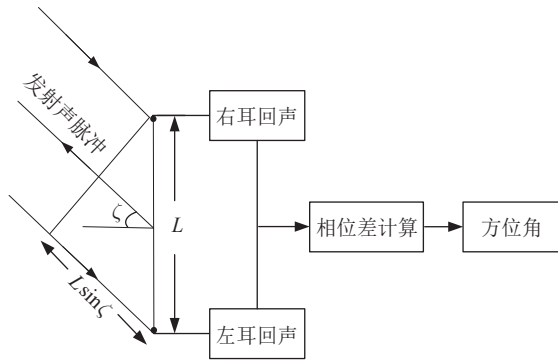 发射声脉冲
右耳回声
ζ
L
相位差计算
方位角
Lsinζ
左耳回声